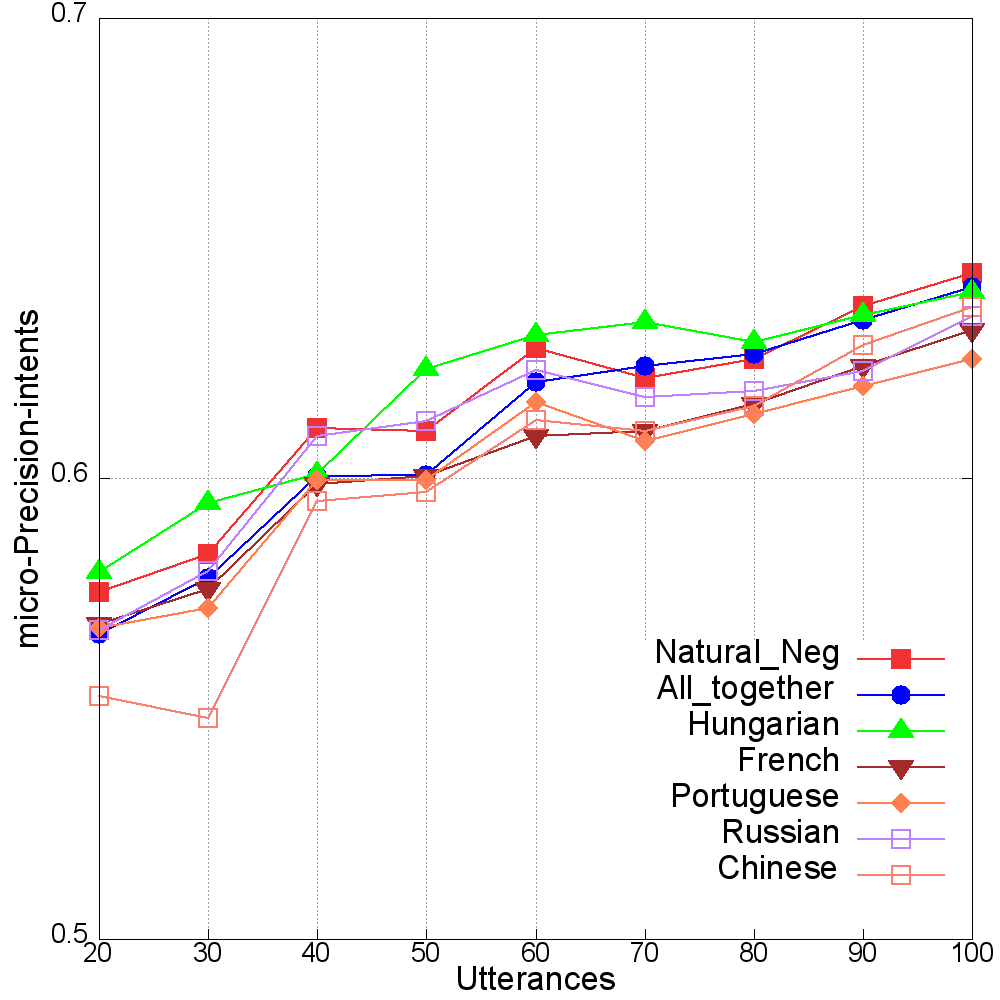 0.7
0.6
0.5
micro-Precision-intents
Natural_Neg
All_together
Hungarian
French
Portuguese
Russian
Chinese
20 30 40 50 60 70 80 90 100
Utterances